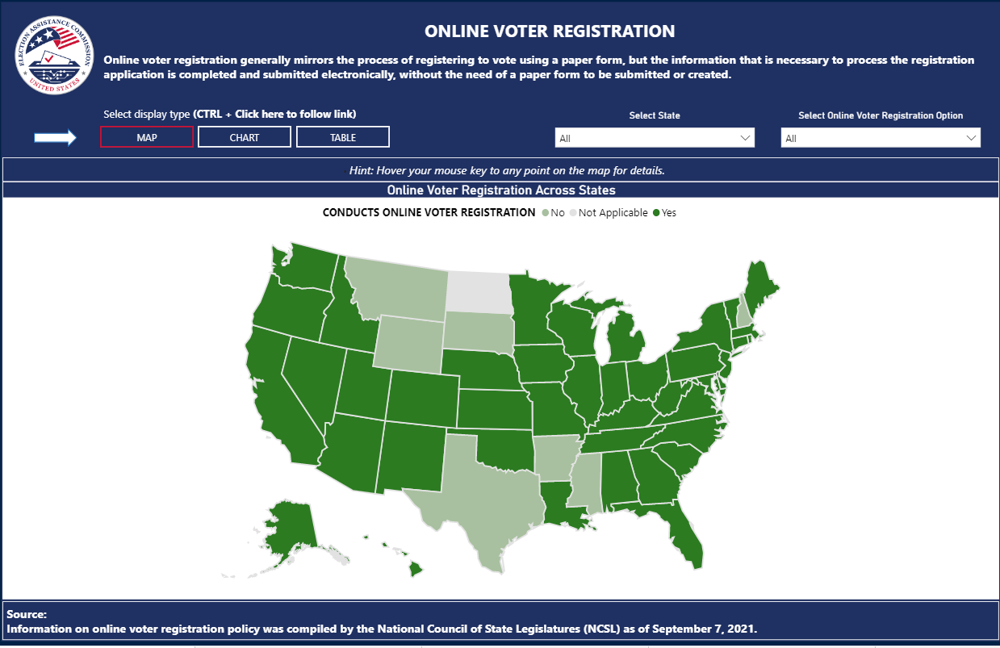 ELECTION ASSISTANCE COMMISSION
UNITED STATES
ONLINE VOTER REGISTRATION
Online voter registration generally mirrors the process of registering to vote using a paper form, but the information that is necessary to process the registration
application is completed and submitted electronically, without the need of a paper form to be submitted or created.
Select display type (CTRL + Click here to follow link)
Select State
Select Online Voter Registration Option
MAP
CHART
TABLE
All
All
Hint: Hover your mouse key to any point on the map for details.
Online Voter Registration Across States
CONDUCTS ONLINE VOTER REGISTRATION No Not Applicable Yes
Source:
Information on online voter registration policy was compiled by the National Council of State Legislatures (NCSL) as of September 7, 2021.